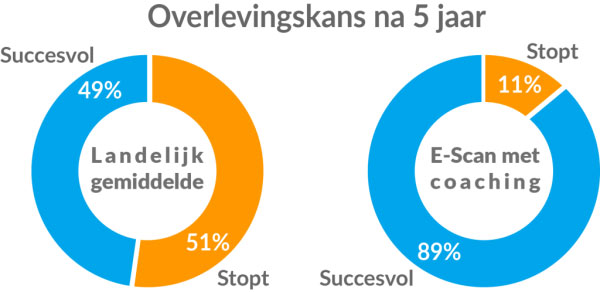 Overlevingskans na 5 jaar
Succesvol
49%
Landelijk
gemiddelde
51%
Stopt
Stopt
11%
E-Scan met
coaching
89%
Succesvol